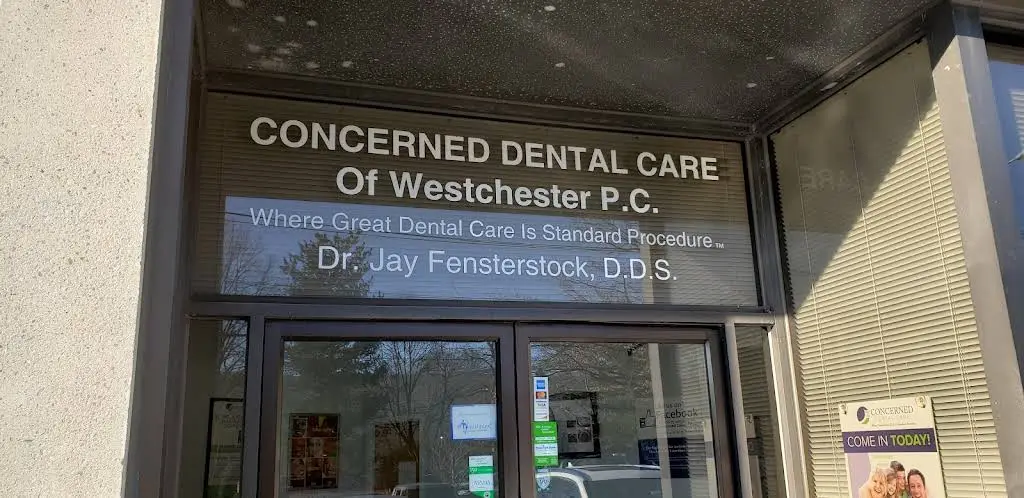 CONCERNED DENTAL CARE
Of Westchester P.C.
Where Great Dental Care Is Standard Procedure™
Dr. Jay Fensterstock, D.D.S.
Facebook
CONCERNED
COME IN TODAY!